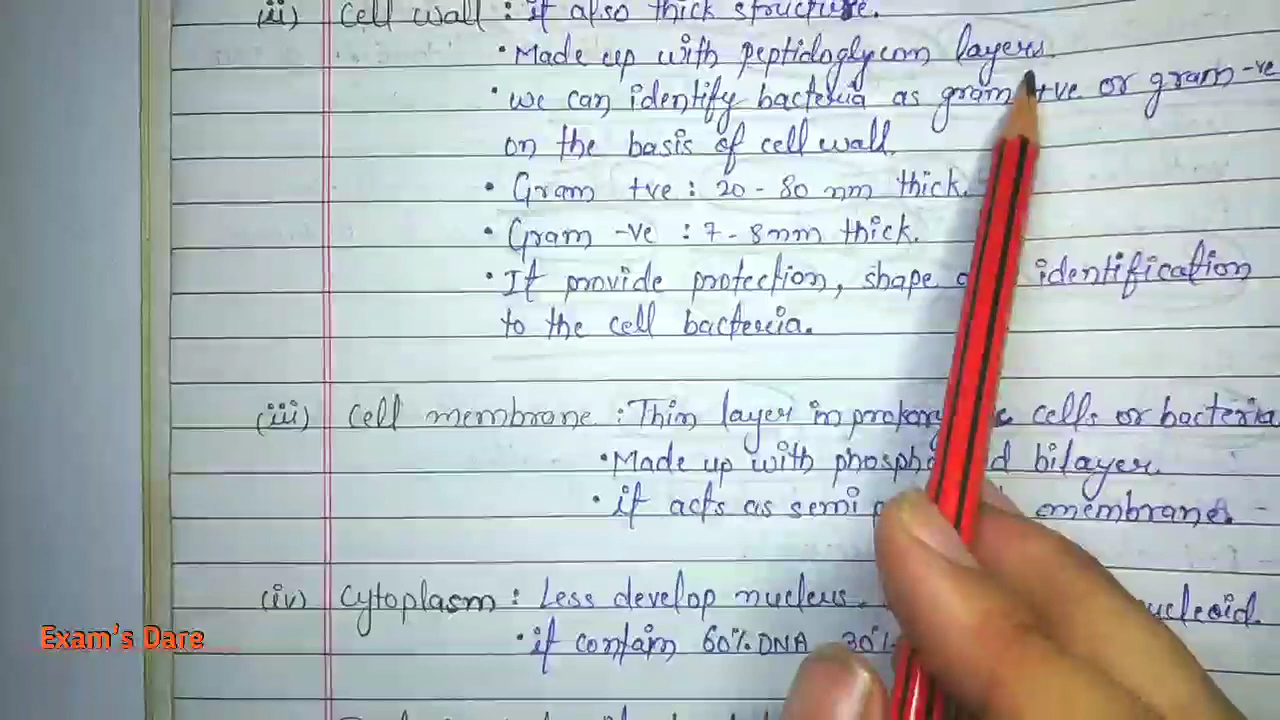 (ii) Cell wall : it also thick structure.
• Made up with peptidoglycan layers.
• We can identify bacteria as gram +ve or gram -ve
on the basis of cell wall.
• Gram +ve : 20 - 80 nm thick.
• Gram -ve : 7 - 8 nm thick.
• It provide protection, shape identification
to the cell bacteria.
(iii) Cell membrane : Thin layer in cells or bacteria
• Made up with bilayer.
• it acts as semi membrane. -
(iv) Cytoplasm : Less develop nucleus.
• it contain 60% DNA 30%
Exam's Dare